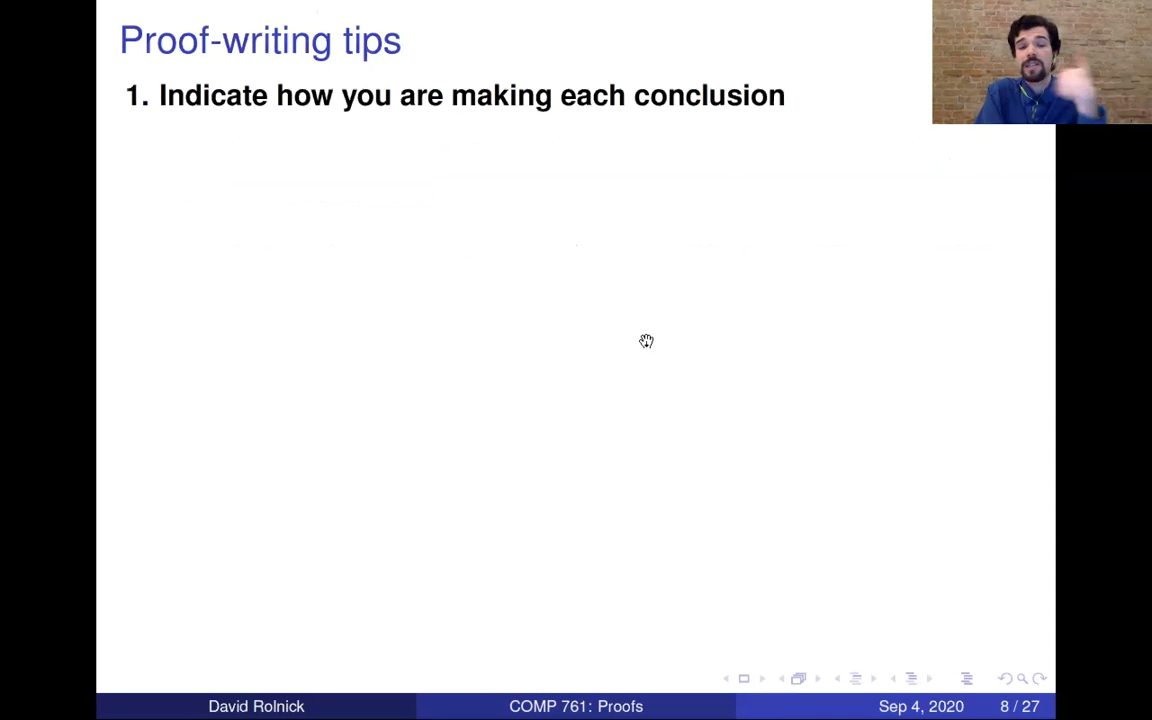 Proof-writing tips
1. Indicate how you are making each conclusion
David Rolnick COMP 761: Proofs Sep 4, 2020 8 / 27